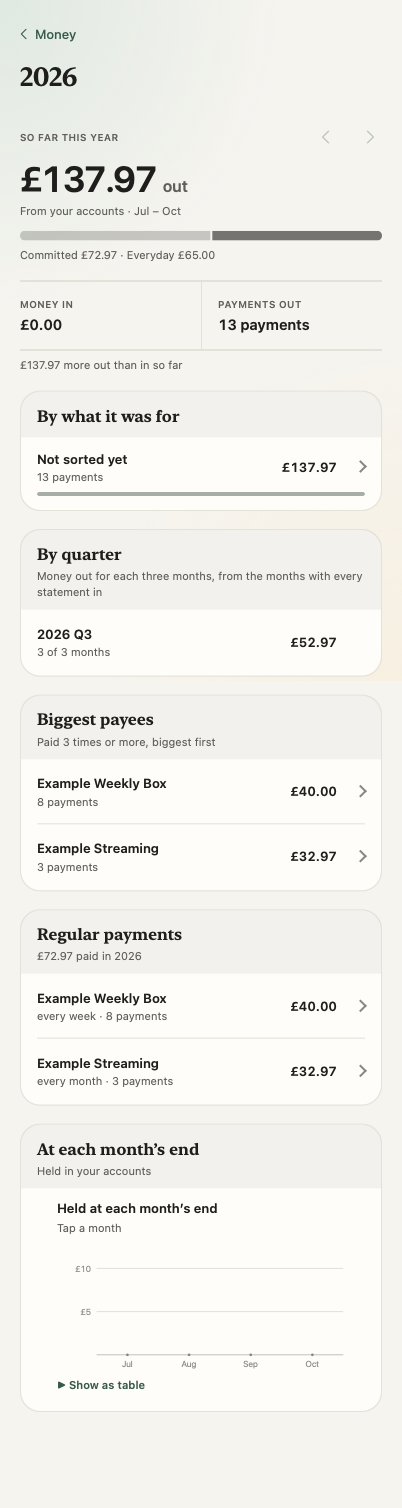 Money
2026
SO FAR THIS YEAR
£137.97 out
From your accounts · Jul – Oct
Committed £72.97 · Everyday £65.00
MONEY IN
£0.00
PAYMENTS OUT
13 payments
£137.97 more out than in so far
By what it was for
Not sorted yet
£137.97
13 payments
By quarter
Money out for each three months, from the months with every
statement in
2026 Q3
£52.97
3 of 3 months
Biggest payees
Paid 3 times or more, biggest first
Example Weekly Box
£40.00
8 payments
Example Streaming
£32.97
3 payments
Regular payments
£72.97 paid in 2026
Example Weekly Box
£40.00
every week · 8 payments
Example Streaming
£32.97
every month · 3 payments
At each month’s end
Held in your accounts
Held at each month’s end
Tap a month
£10
£5
Jul Aug Sep Oct
Show as table